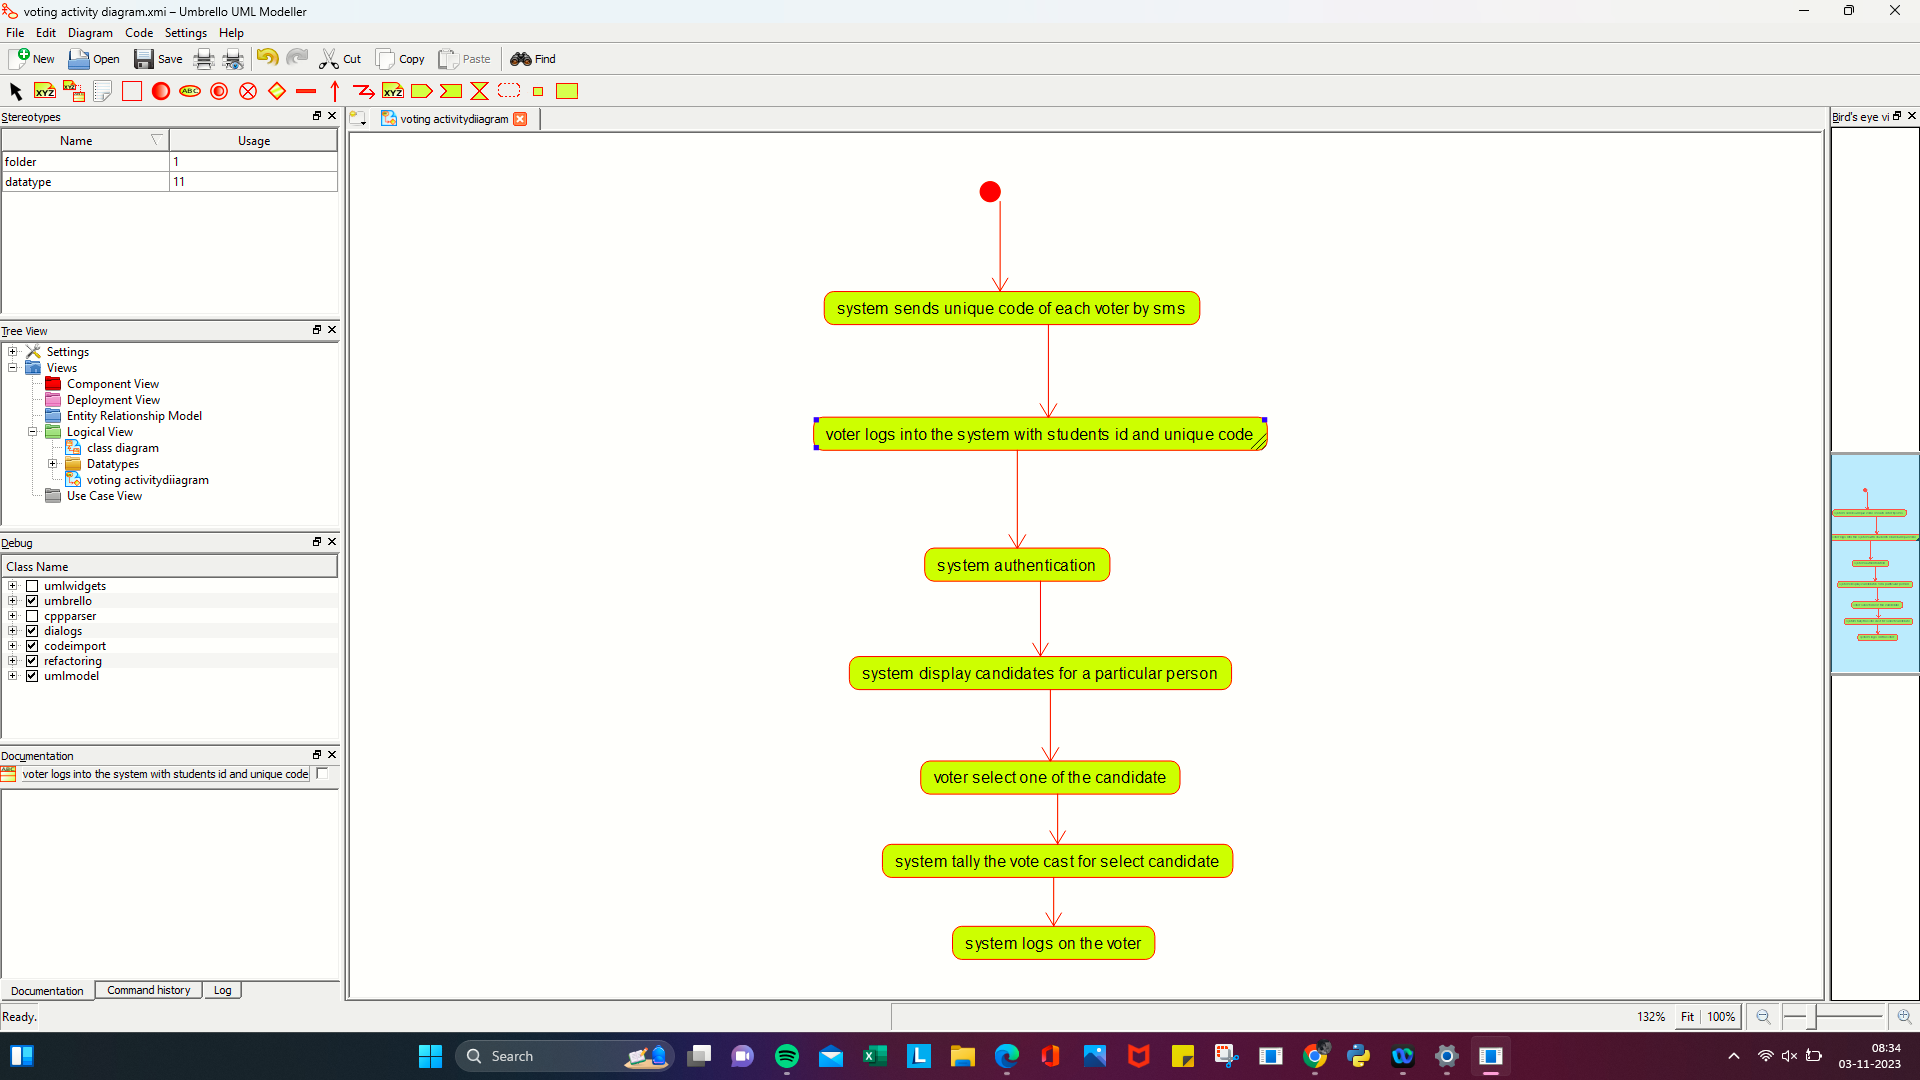 voting activity diagram.xmi – Umbrello UML Modeller
File Edit Diagram Code Settings Help
New Open Save Cut Copy Paste Find
XYZ XYZ ABC XYZ
Stereotypes
Name Usage
folder 1
datatype 11
Tree View
Settings
Views
Component View
Deployment View
Entity Relationship Model
Logical View
class diagram
Datatypes
voting activitydiiagram
Use Case View
Debug
Class Name
umlwidgets
umbrello
cppparser
dialogs
codeimport
refactoring
umlmodel
Documentation
voter logs into the system with students id and unique code
Documentation Command history Log
Ready.
voting activitydiiagram
system sends unique code of each voter by sms
voter logs into the system with students id and unique code
system authentication
system display candidates for a particular person
voter select one of the candidate
system tally the vote cast for select candidate
system logs on the voter
Bird's eye vi
132% Fit 100%
Search
08:34
03-11-2023